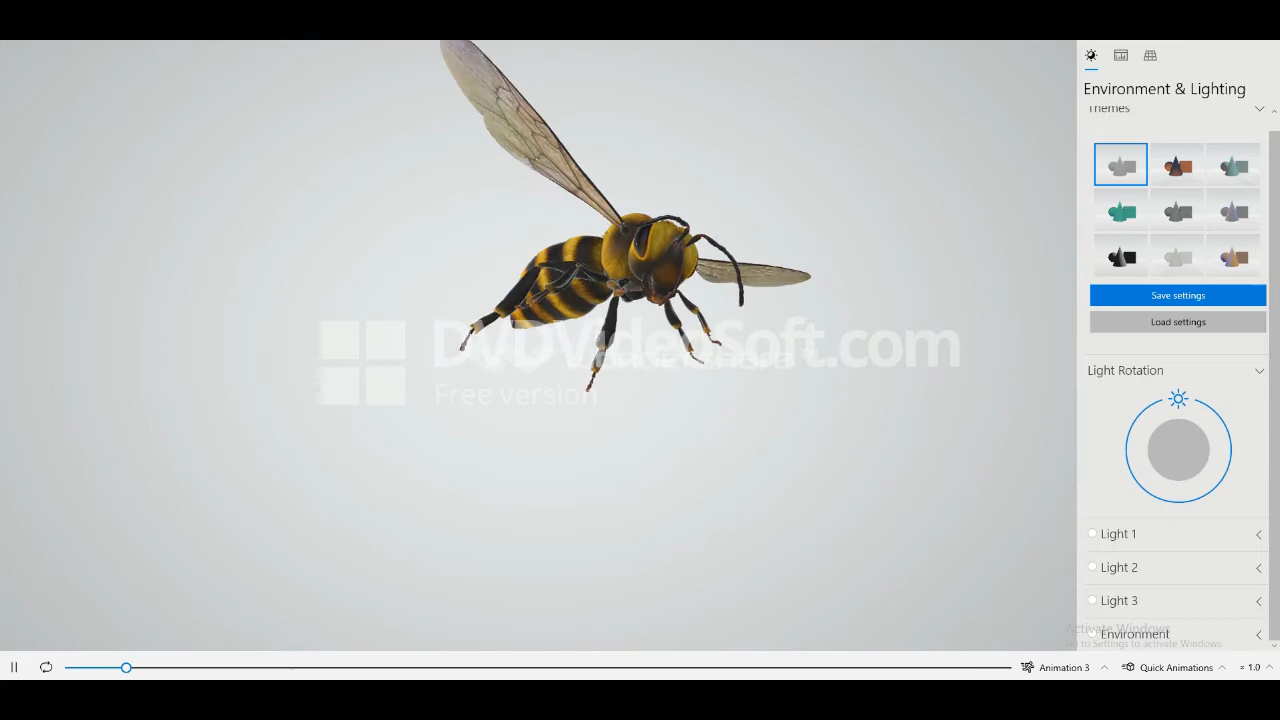 Environment & Lighting
Themes
Save settings
Load settings
Light Rotation
DVDVideoSoft.com
Free version
Light 1
Light 2
Light 3
Activate Windows
Environment
Go to Settings to activate Windows.
Animation 3
Quick Animations
× 1.0